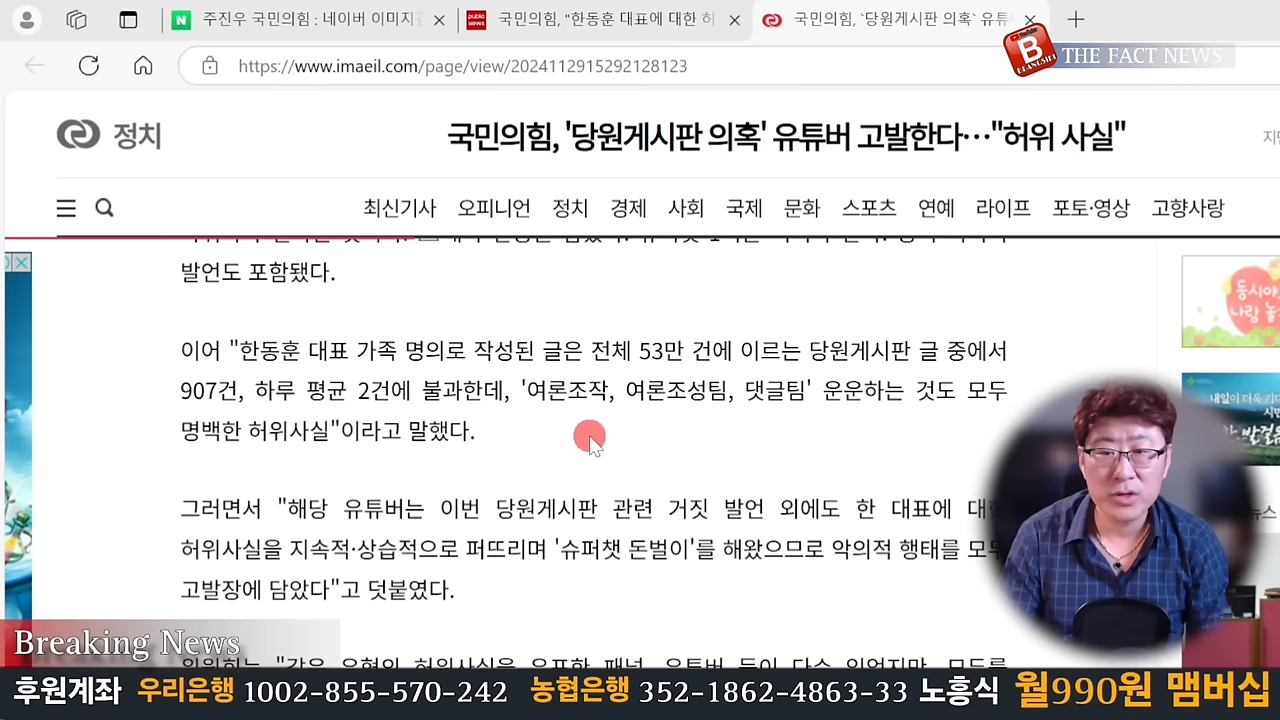 주진우 국민의힘 : 네이버 이미지
국민의힘, "한동훈 대표에 대한 허
국민의힘, `당원게시판 의혹` 유튜
https://www.imaeil.com/page/view/2024112915292128123
THE FACT NEWS
정치
국민의힘, '당원게시판 의혹' 유튜버 고발한다…"허위 사실"
최신기사 오피니언 정치 경제 사회 국제 문화 스포츠 연예 라이프 포토·영상 고향사랑
발언도 포함됐다.
이어 "한동훈 대표 가족 명의로 작성된 글은 전체 53만 건에 이르는 당원게시판 글 중에서
907건, 하루 평균 2건에 불과한데, '여론조작, 여론조성팀, 댓글팀' 운운하는 것도 모두
명백한 허위사실"이라고 말했다.
그러면서 "해당 유튜버는 이번 당원게시판 관련 거짓 발언 외에도 한 대표에
허위사실을 지속적·상습적으로 퍼뜨리며 '슈퍼챗 돈벌이'를 해왔으므로 악의적 행태를
고발장에 담았다"고 덧붙였다.
Breaking News
후원계좌 우리은행 1002-855-570-242 농협은행 352-1862-4863-33 노흥식 월990원 맴버십